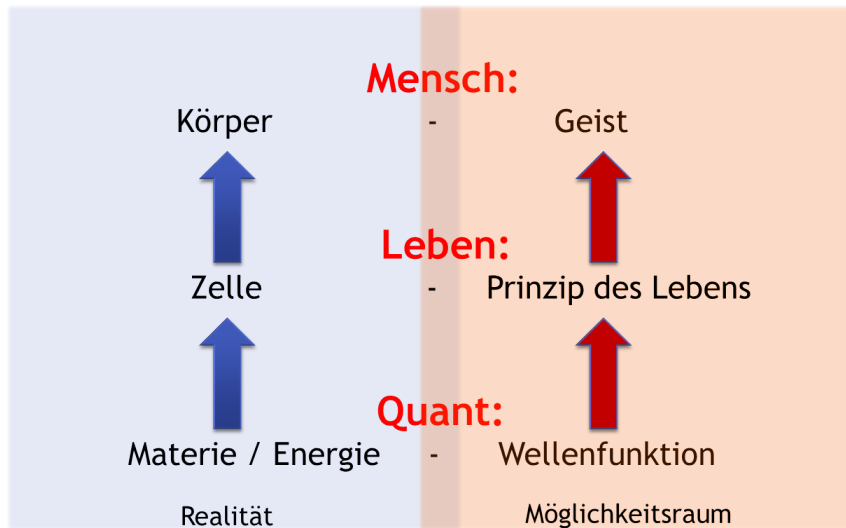 Mensch:
Körper - Geist
Leben:
Zelle - Prinzip des Lebens
Quant:
Materie / Energie - Wellenfunktion
Realität Möglichkeitsraum